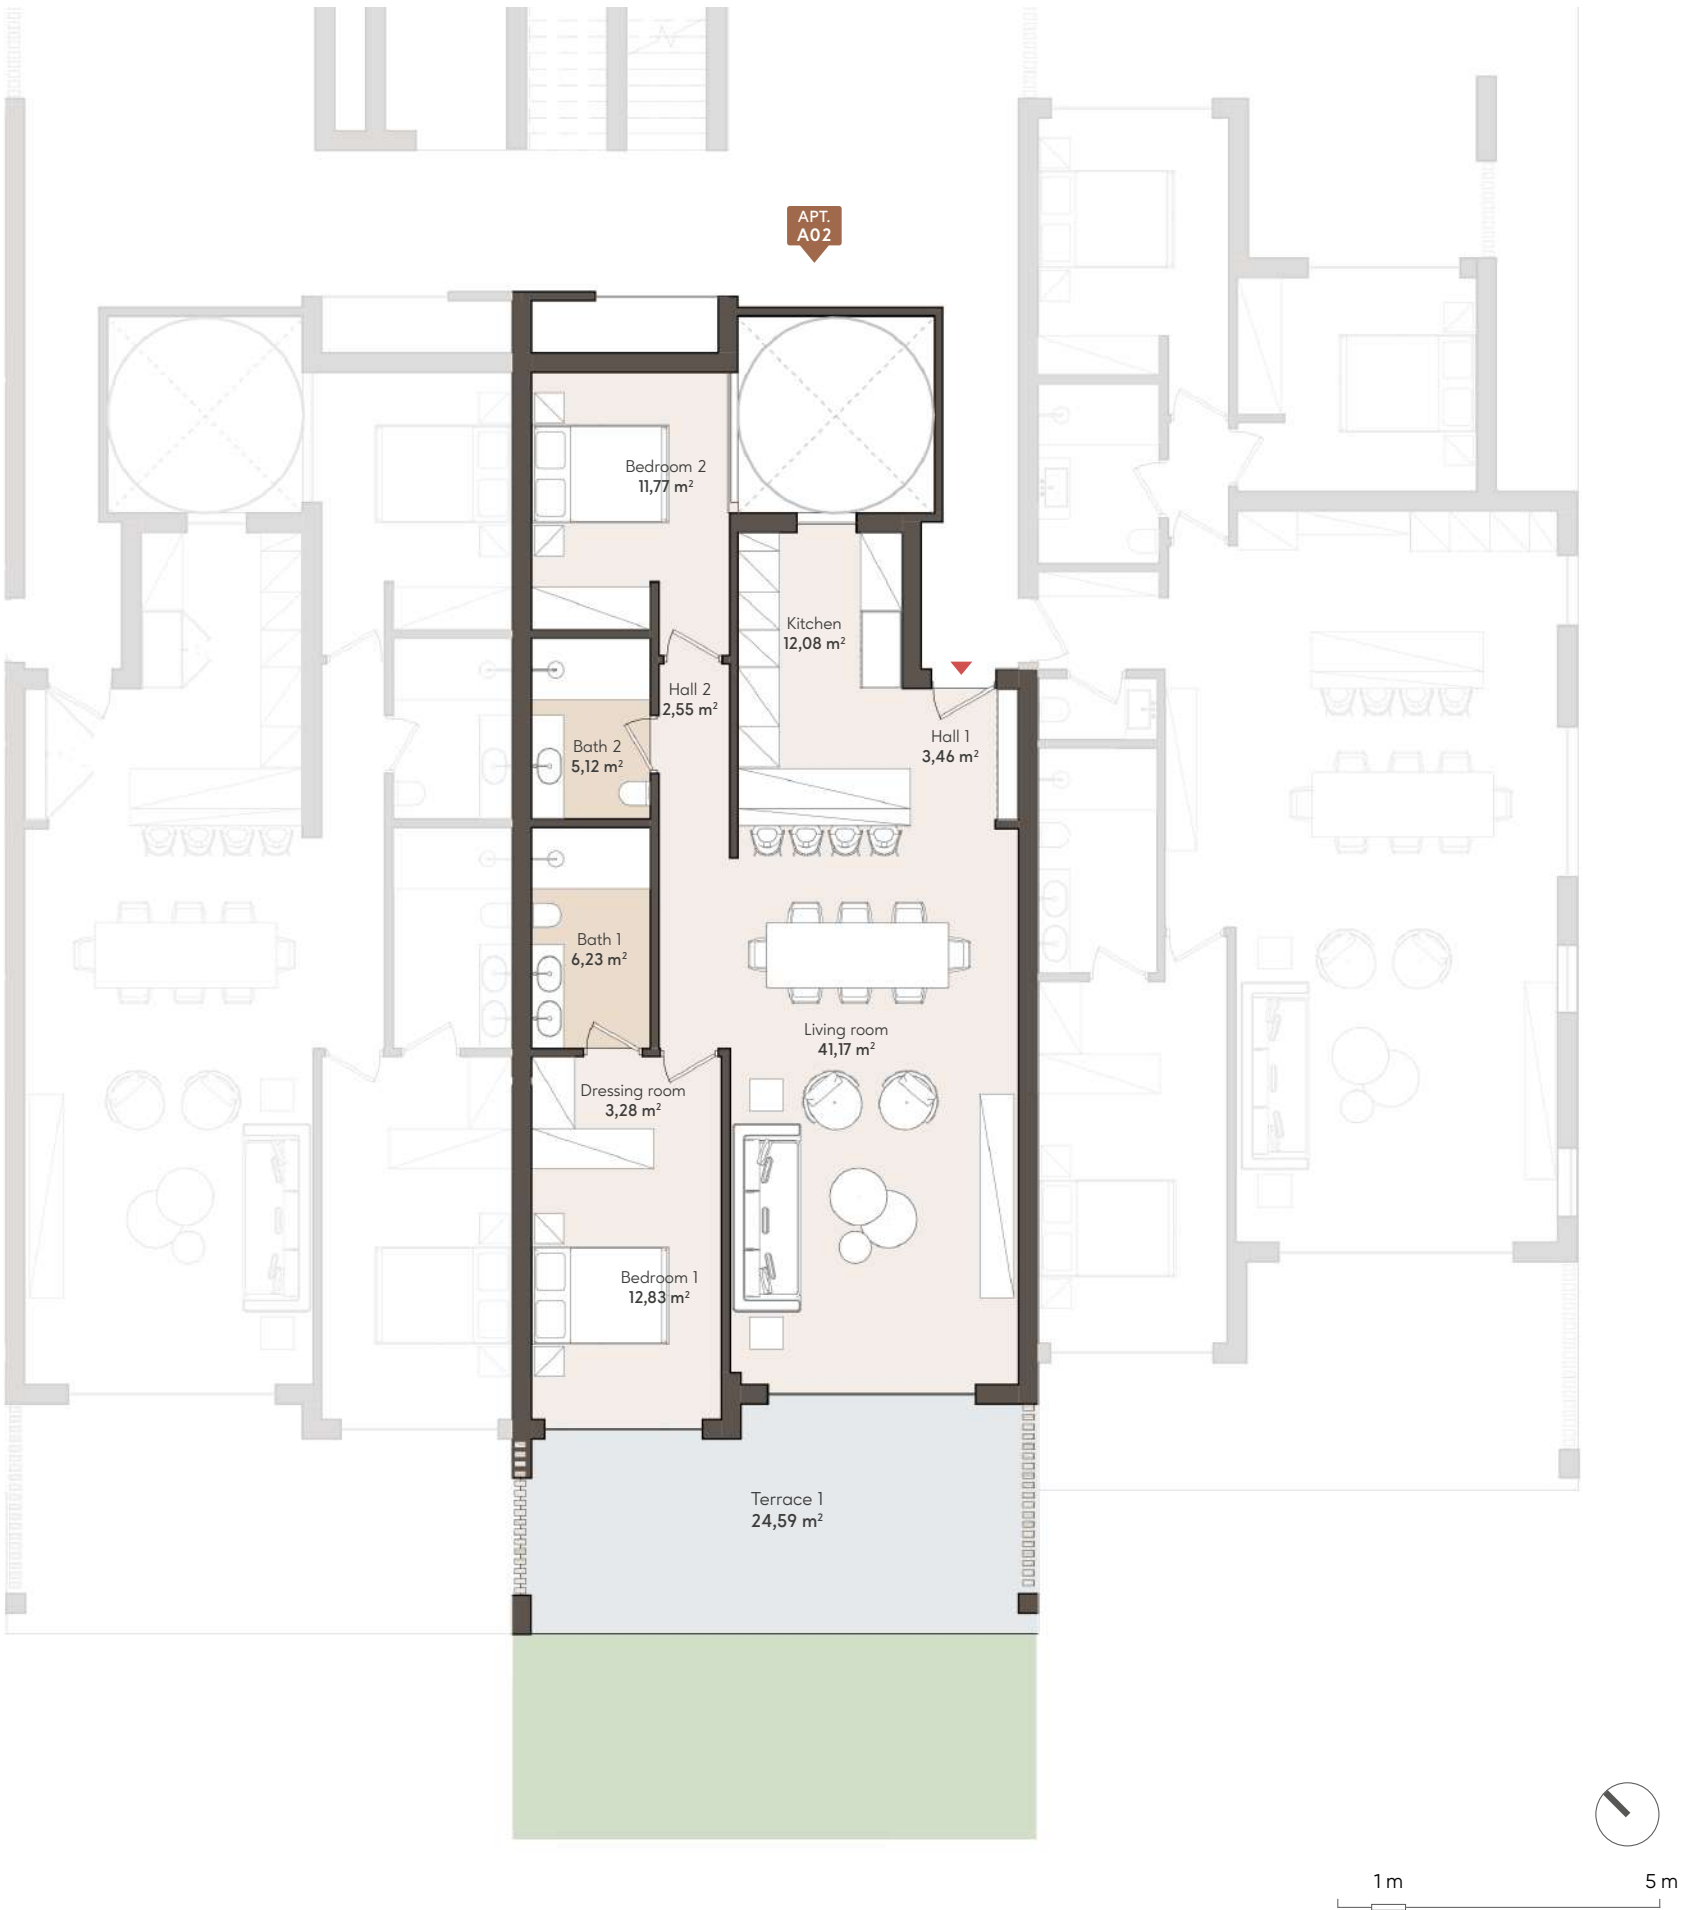 APT.
A02
Bedroom 2
11,77 m²
Kitchen
12,08 m²
Hall 2
2,55 m²
Hall 1
3,46 m²
Bath 2
5,12 m²
Bath 1
6,23 m²
Living room
41,17 m²
Dressing room
3,28 m²
Bedroom 1
12,83 m²
Terrace 1
24,59 m²
1 m
5 m